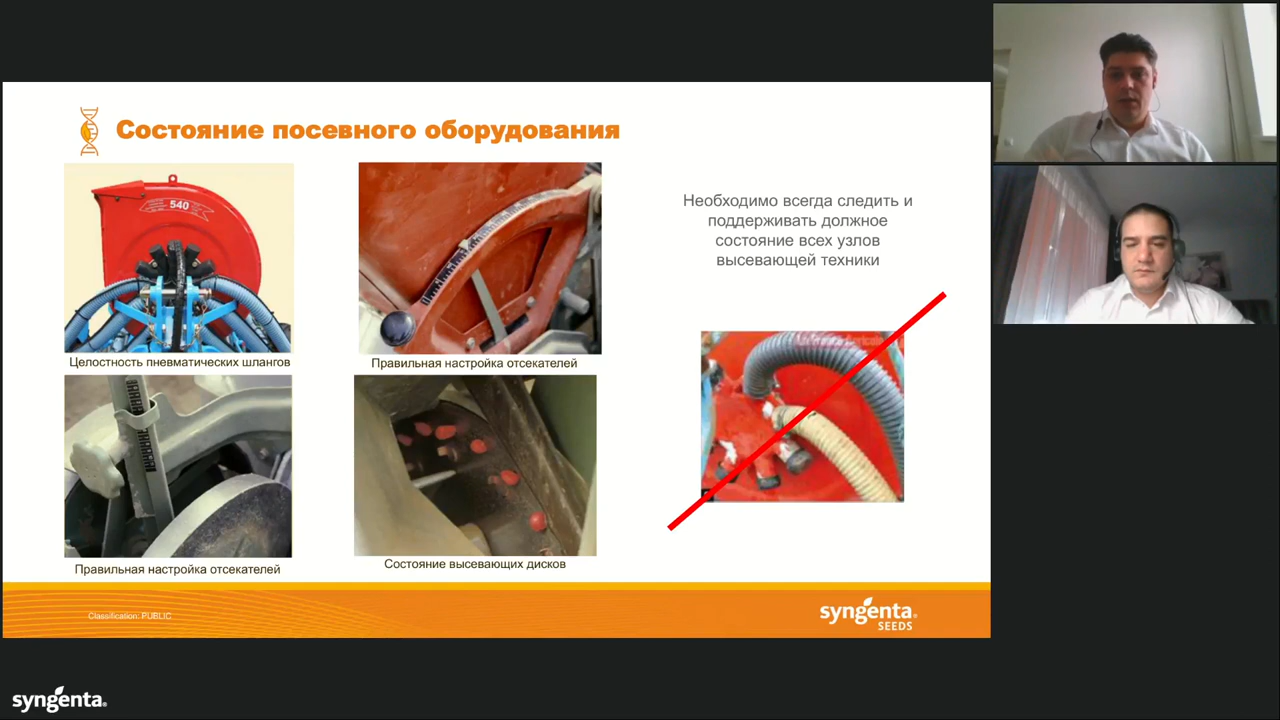 Состояние посевного оборудования
540
Целостность пневматических шлангов
Правильная настройка отсекателей
Правильная настройка отсекателей
Состояние высевающих дисков
Необходимо всегда следить и
поддерживать должное
состояние всех узлов
высевающей техники
Classification: PUBLIC
syngenta®
SEEDS
syngenta®